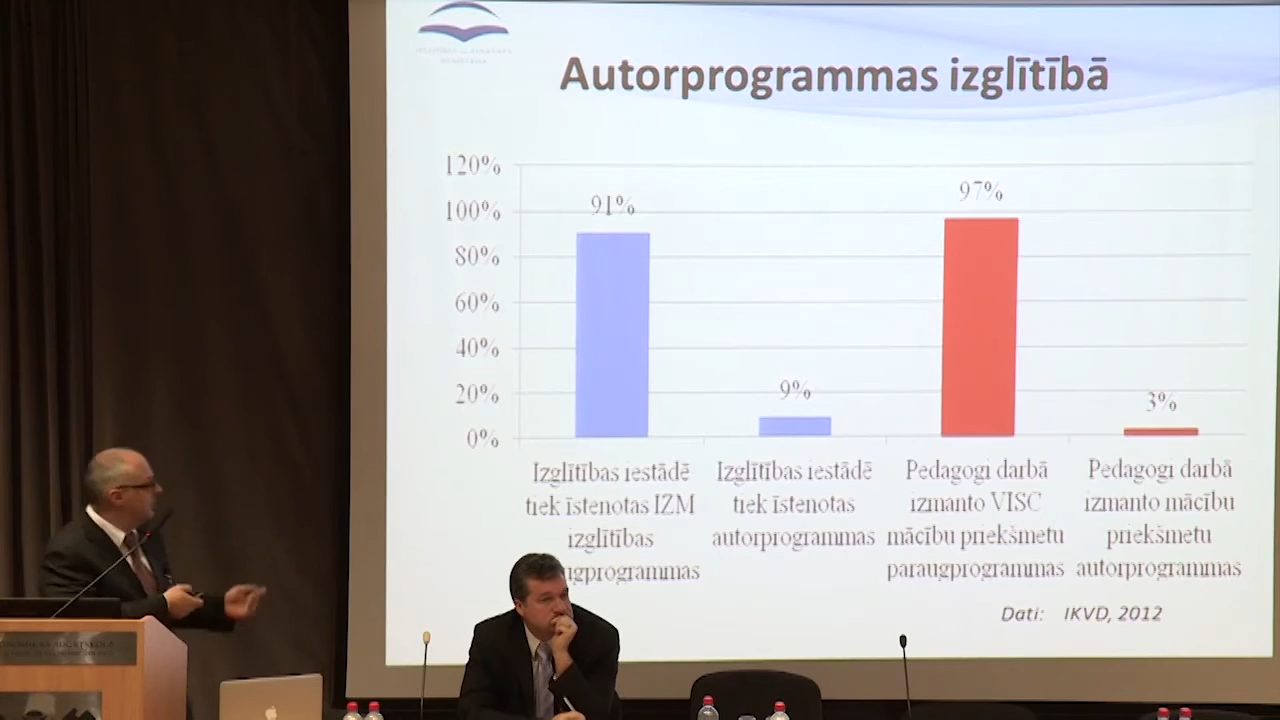 Autorprogrammas izglītībā
120%
100%
80%
60%
40%
20%
0%
91%
9%
97%
3%
Izglītības iestādē
tiek īstenotas IZM
izglītības
Izglītības iestādē
tiek īstenotas
autorprogrammas
Pedagogi darbā
izmanto VISC
mācību priekšmetu
paraugprogrammas
Pedagogi darbā
izmanto mācību
priekšmetu
autorprogrammas
Dati: IKVD, 2012